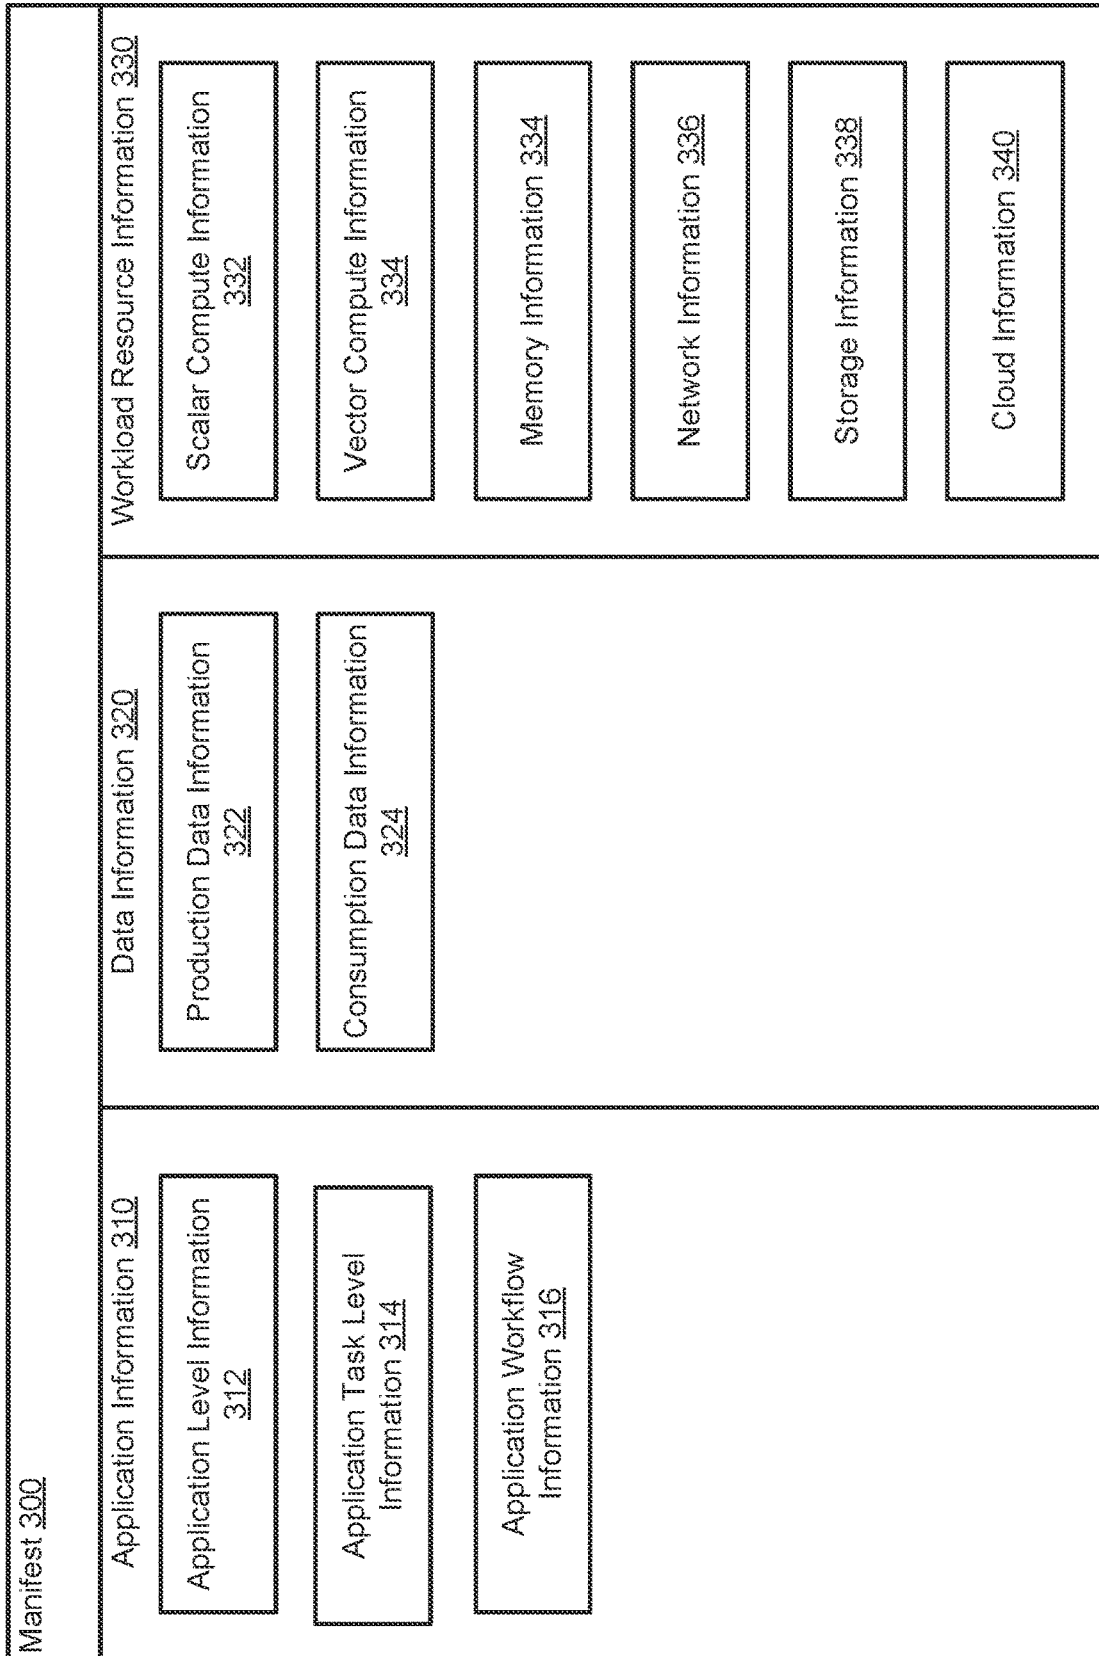 Manifest 300
Application Information 310
Application Level Information
312
Application Task Level
Information 314
Application Workflow
Information 316
Data Information 320
Production Data Information
322
Consumption Data Information
324
Workload Resource Information 330
Scalar Compute Information
332
Vector Compute Information
334
Memory Information 334
Network Information 336
Storage Information 338
Cloud Information 340